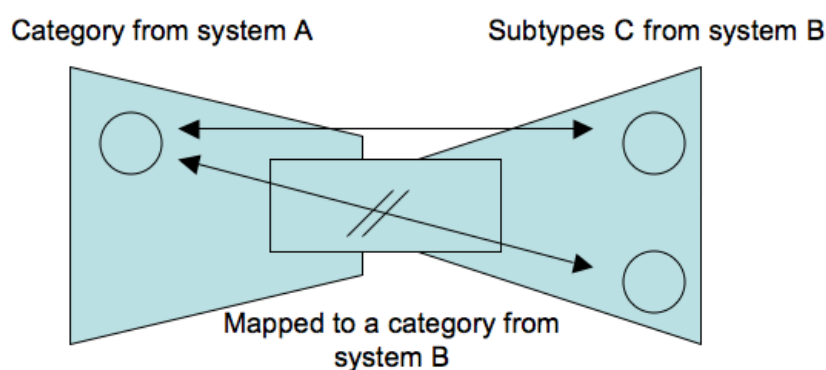 Category from system A
Subtypes C from system B
Mapped to a category from
system B